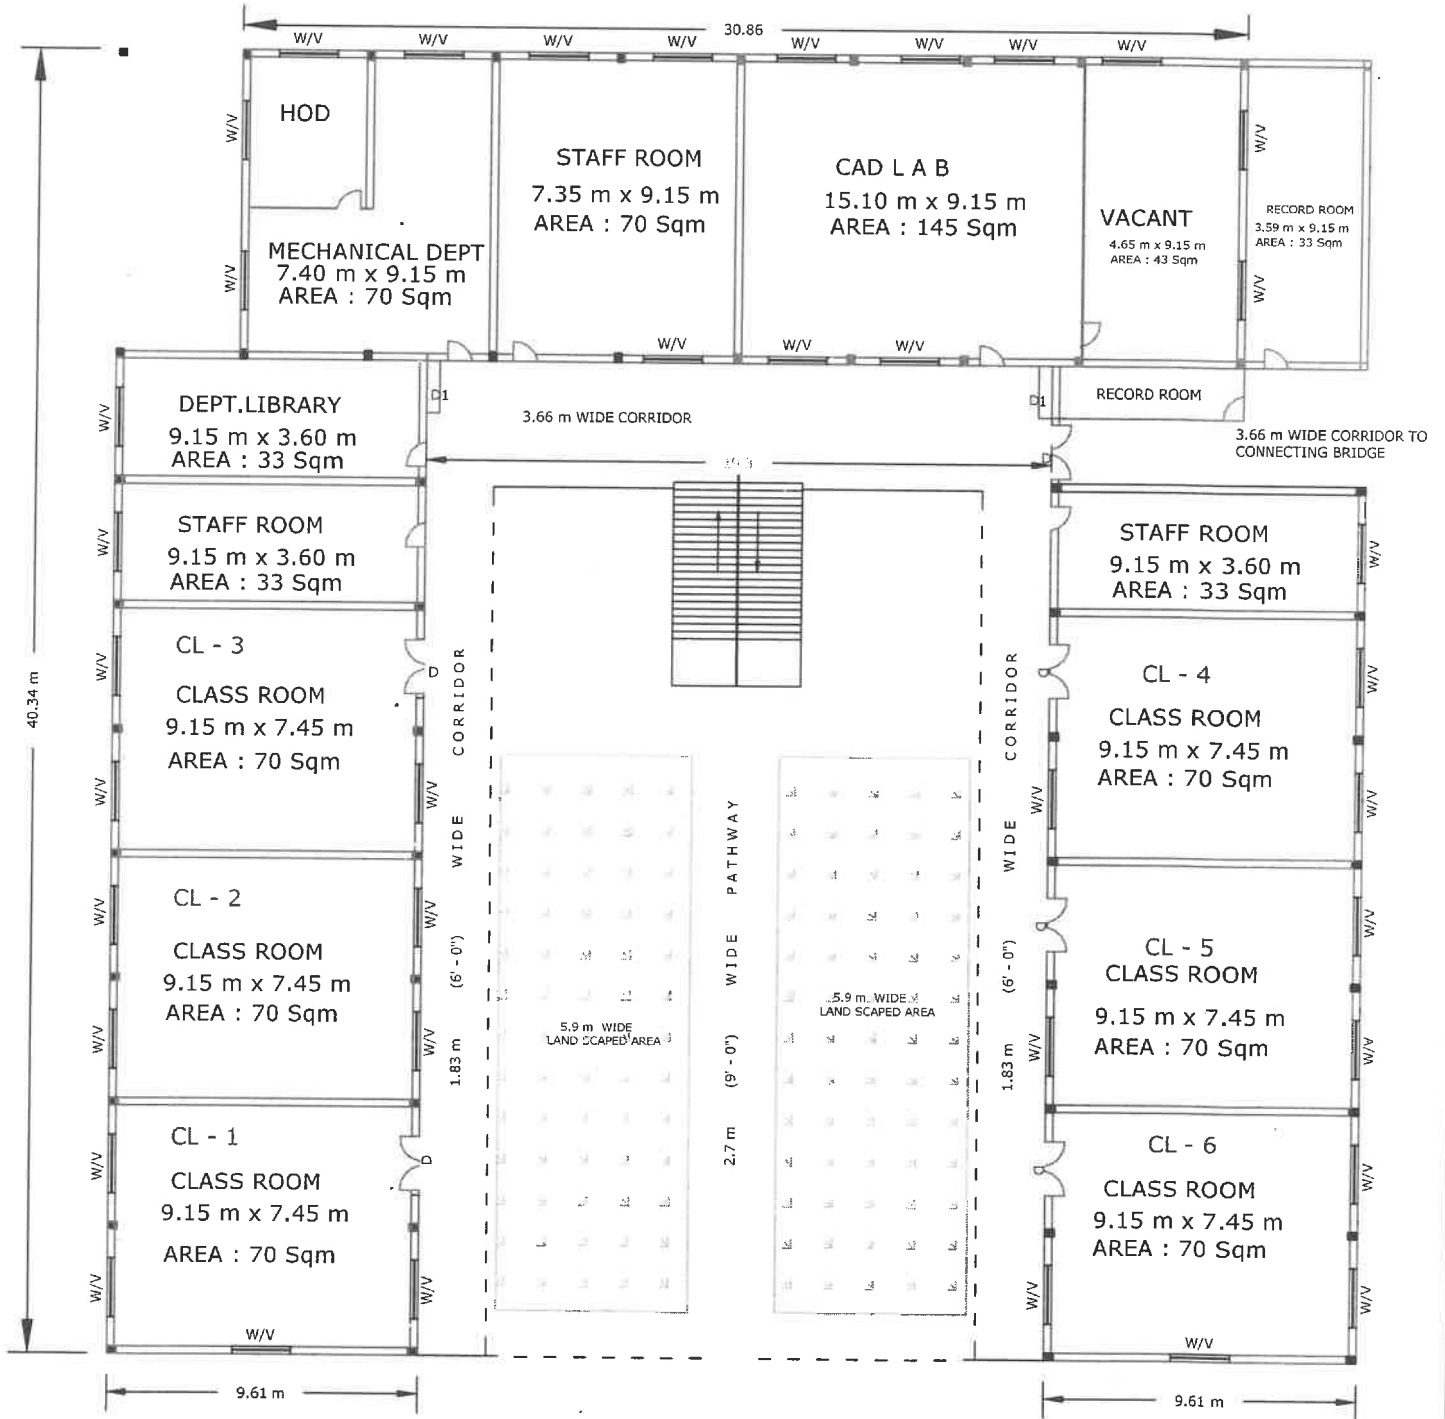 30.86
W/V
W/V
W/V
W/V
W/V
W/V
W/V
W/V
HOD
W/V
W/V
MECHANICAL DEPT
7.40 m x 9.15 m
AREA : 70 Sqm
STAFF ROOM
7.35 m x 9.15 m
AREA : 70 Sqm
W/V
CAD L A B
15.10 m x 9.15 m
AREA : 145 Sqm
W/V
W/V
VACANT
4.65 m x 9.15 m
AREA : 43 Sqm
W/V
W/V
RECORD ROOM
3.59 m x 9.15 m
AREA : 33 Sqm
DEPT.LIBRARY
9.15 m x 3.60 m
AREA : 33 Sqm
W/V
D1
3.66 m WIDE CORRIDOR
D1
RECORD ROOM
3.66 m WIDE CORRIDOR TO
CONNECTING BRIDGE
D
STAFF ROOM
9.15 m x 3.60 m
AREA : 33 Sqm
W/V
STAFF ROOM
9.15 m x 3.60 m
AREA : 33 Sqm
W/V
40.34 m
CL - 3
CLASS ROOM
9.15 m x 7.45 m
AREA : 70 Sqm
W/V
W/V
W/V
D
CL - 4
CLASS ROOM
9.15 m x 7.45 m
AREA : 70 Sqm
D
W/V
W/V
W/V
CL - 2
CLASS ROOM
9.15 m x 7.45 m
AREA : 70 Sqm
W/V
W/V
W/V
W/V
1.83 m (6' - 0") WIDE CORRIDOR
5.9 m WIDE
LAND SCAPED AREA
2.7 m (9' - 0") WIDE PATHWAY
5.9 m WIDE
LAND SCAPED AREA
1.83 m (6' - 0") WIDE CORRIDOR
CL - 5
CLASS ROOM
9.15 m x 7.45 m
AREA : 70 Sqm
D
W/V
W/V
W/V
CL - 1
CLASS ROOM
9.15 m x 7.45 m
AREA : 70 Sqm
D
W/V
W/V
W/V
W/V
CL - 6
CLASS ROOM
9.15 m x 7.45 m
AREA : 70 Sqm
D
W/V
W/V
W/V
W/V
9.61 m
9.61 m